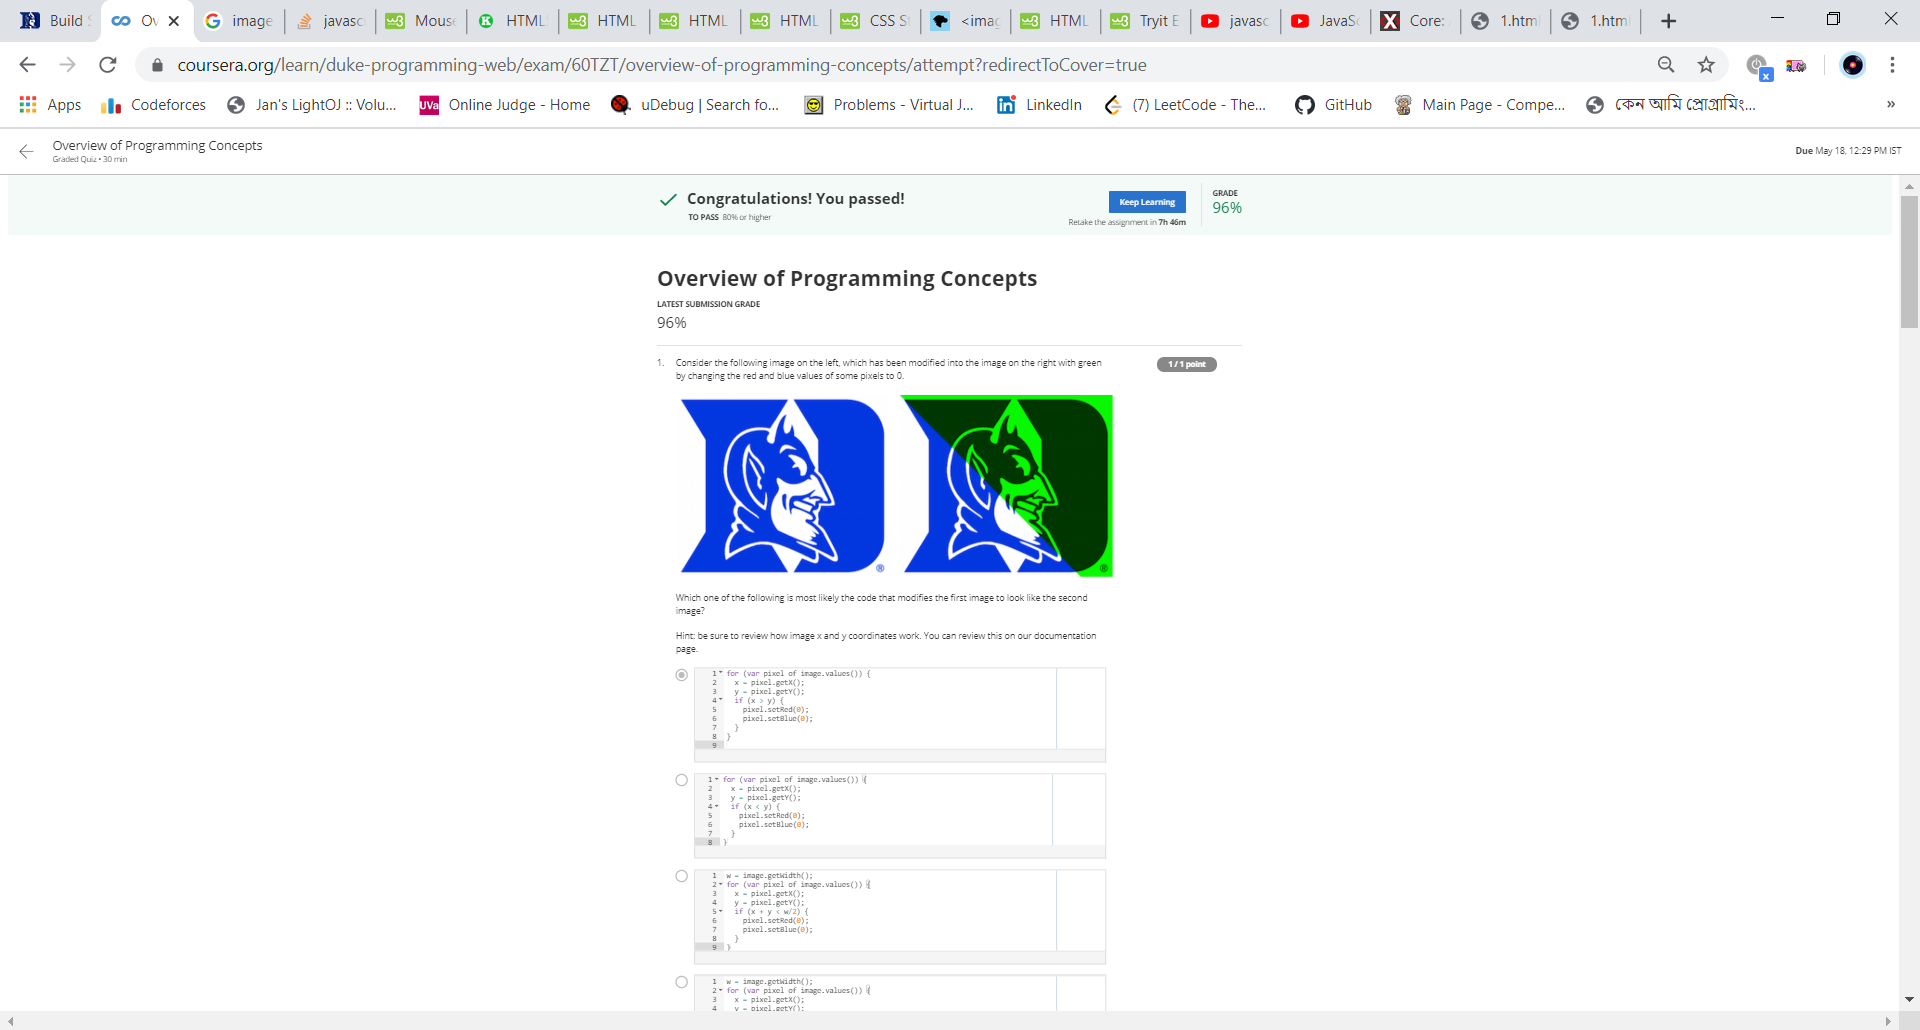 Build
Ov
image
javasc
Mouse
HTML
HTML
HTML
HTML
CSS S
<imag
HTML
Tryit E
javasc
JavaSc
Core:
1.html
1.html
coursera.org/learn/duke-programming-web/exam/60TZT/overview-of-programming-concepts/attempt?redirectToCover=true
Apps
Codeforces
Jan's LightOJ :: Volu...
UVa Online Judge - Home
uDebug | Search fo...
Problems - Virtual J...
LinkedIn
(7) LeetCode - The...
GitHub
Main Page - Compe...
কেন আমি প্রোগ্রামিং...
»
Overview of Programming Concepts
Graded Quiz • 30 min
Due May 18, 12:29 PM IST
Congratulations! You passed!
TO PASS 80% or higher
Keep Learning
Retake the assignment in 7h 46m
GRADE
96%
Overview of Programming Concepts
LATEST SUBMISSION GRADE
96%
1. Consider the following image on the left, which has been modified into the image on the right with green
by changing the red and blue values of some pixels to 0.
1 / 1 point
Which one of the following is most likely the code that modifies the first image to look like the second
image?
Hint: be sure to review how image x and y coordinates work. You can review this on our documentation
page.
1 for (var pixel of image.values()) {
2 x = pixel.getX();
3 y = pixel.getY();
4 if (x > y) {
5 pixel.setRed(0);
6 pixel.setBlue(0);
7 }
8 }
9
1 for (var pixel of image.values()) {
2 x = pixel.getX();
3 y = pixel.getY();
4 if (x < y) {
5 pixel.setRed(0);
6 pixel.setBlue(0);
7 }
8 }
1 w = image.getWidth();
2 for (var pixel of image.values()) {
3 x = pixel.getX();
4 y = pixel.getY();
5 if (x + y < w/2) {
6 pixel.setRed(0);
7 pixel.setBlue(0);
8 }
9 }
1 w = image.getWidth();
2 for (var pixel of image.values()) {
3 x = pixel.getX();
4 y = pixel.getY();